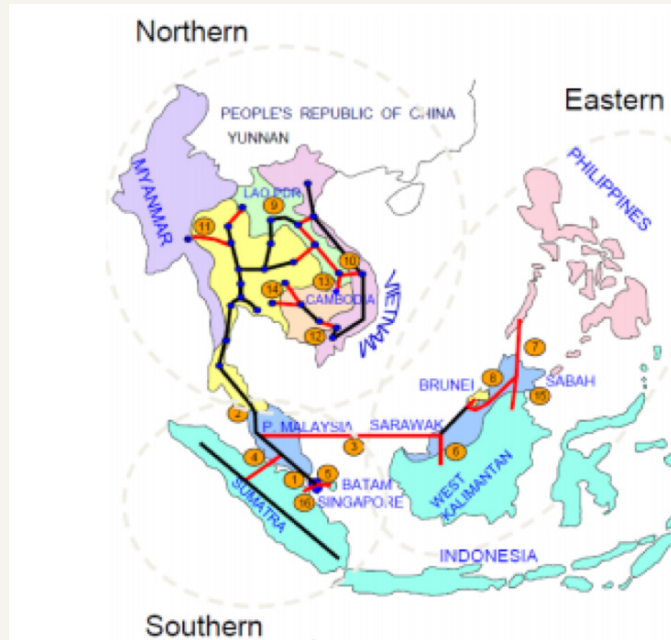 Northern
PEOPLE'S REPUBLIC OF CHINA
YUNNAN
Eastern
MYANMAR
LAO PDR
PHILIPPINES
9
11
10
13
14
CAMBODIA
VIETNAM
12
7
8
BRUNEI
SABAH
15
2
P. MALAYSIA
SARAWAK
3
6
4
1
5
BATAM
16
SINGAPORE
SUMATRA
WEST
KALIMANTAN
INDONESIA
Southern